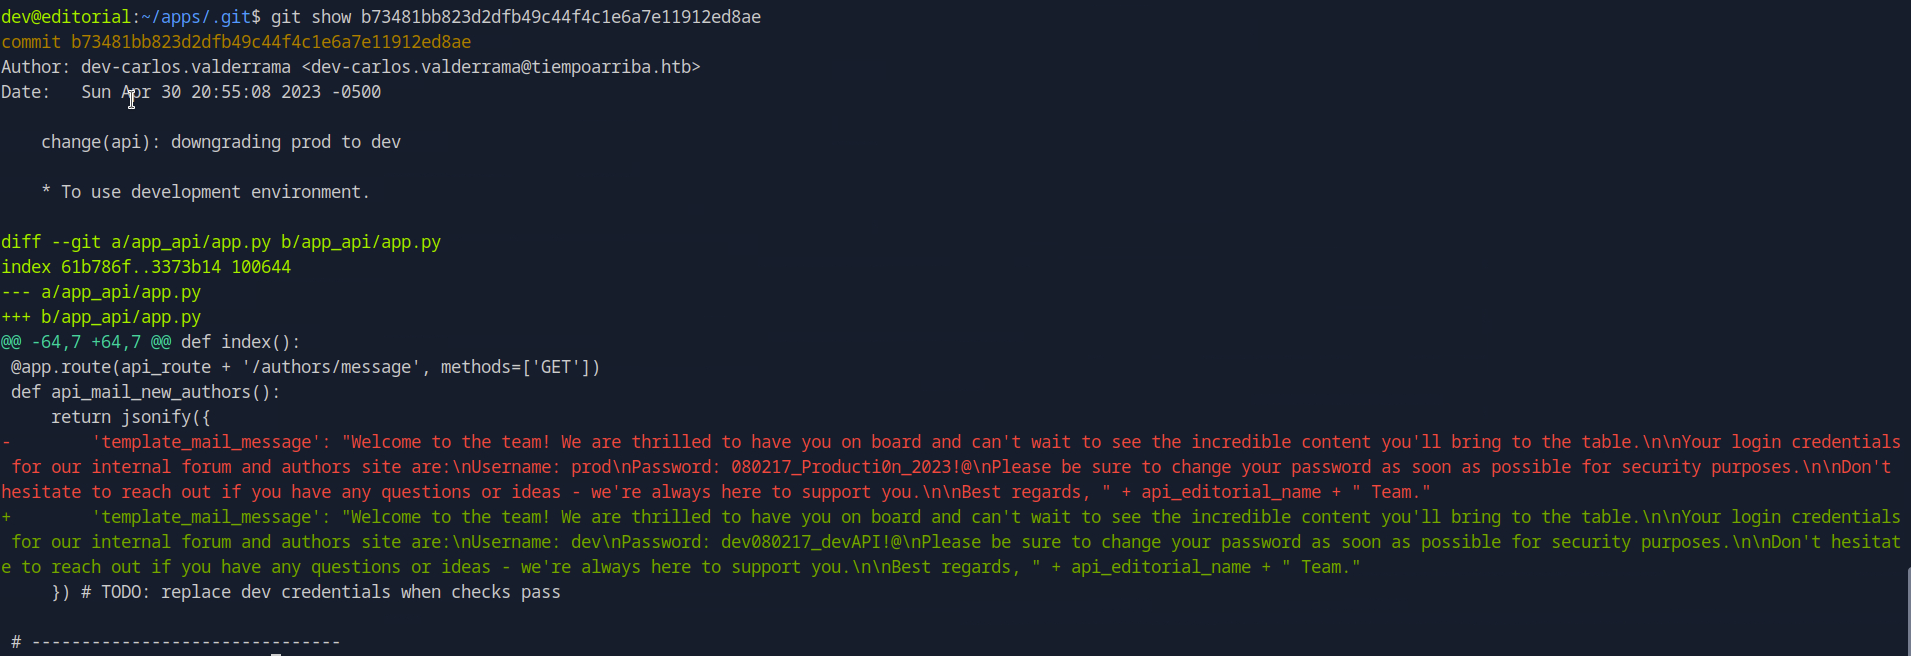 dev@editorial:~/apps/.git$ git show b73481bb823d2dfb49c44f4c1e6a7e11912ed8ae
commit b73481bb823d2dfb49c44f4c1e6a7e11912ed8ae
Author: dev-carlos.valderrama <dev-carlos.valderrama@tiempoarriba.htb>
Date:   Sun Apr 30 20:55:08 2023 -0500

    change(api): downgrading prod to dev

    * To use development environment.

diff --git a/app_api/app.py b/app_api/app.py
index 61b786f..3373b14 100644
--- a/app_api/app.py
+++ b/app_api/app.py
@@ -64,7 +64,7 @@ def index():
 @app.route(api_route + '/authors/message', methods=['GET'])
 def api_mail_new_authors():
     return jsonify({
-        'template_mail_message': "Welcome to the team! We are thrilled to have you on board and can't wait to see the incredible content you'll bring to the table.\n\nYour login credentials
 for our internal forum and authors site are:\nUsername: prod\nPassword: 080217_Producti0n_2023!@\nPlease be sure to change your password as soon as possible for security purposes.\n\nDon't
hesitate to reach out if you have any questions or ideas - we're always here to support you.\n\nBest regards, " + api_editorial_name + " Team."
+        'template_mail_message': "Welcome to the team! We are thrilled to have you on board and can't wait to see the incredible content you'll bring to the table.\n\nYour login credentials
 for our internal forum and authors site are:\nUsername: dev\nPassword: dev080217_devAPI!@\nPlease be sure to change your password as soon as possible for security purposes.\n\nDon't hesitat
e to reach out if you have any questions or ideas - we're always here to support you.\n\nBest regards, " + api_editorial_name + " Team."
     }) # TODO: replace dev credentials when checks pass

 # -------------------------------